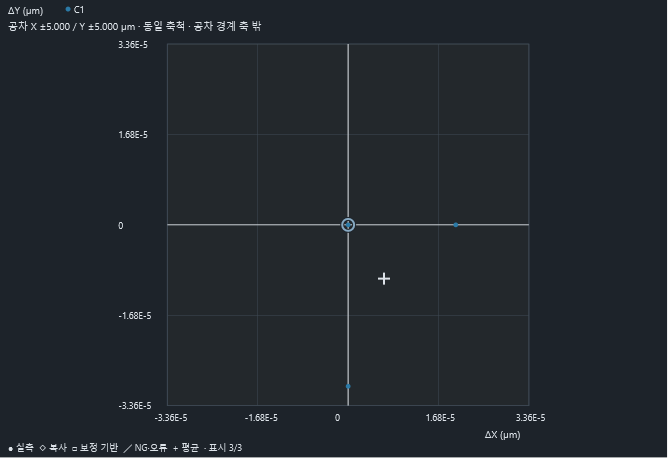 ΔY (µm) ● C1
공차 X ±5.000 / Y ±5.000 µm · 동일 축척 · 공차 경계 축 밖
3.36E-5
1.68E-5
0
-1.68E-5
-3.36E-5
-3.36E-5 -1.68E-5 0 1.68E-5 3.36E-5
ΔX (µm)
● 실측 ◇ 복사 □ 보정 기반 ╱ NG·오류 + 평균 · 표시 3/3